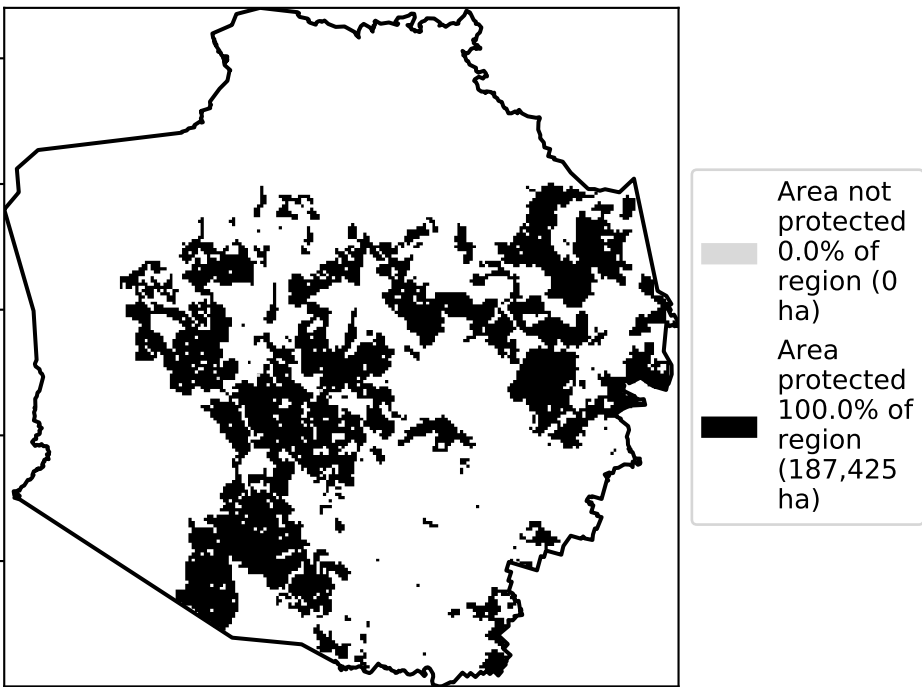 Area not
protected
0.0% of
region (0
ha)
Area
protected
100.0% of
region
(187,425
ha)